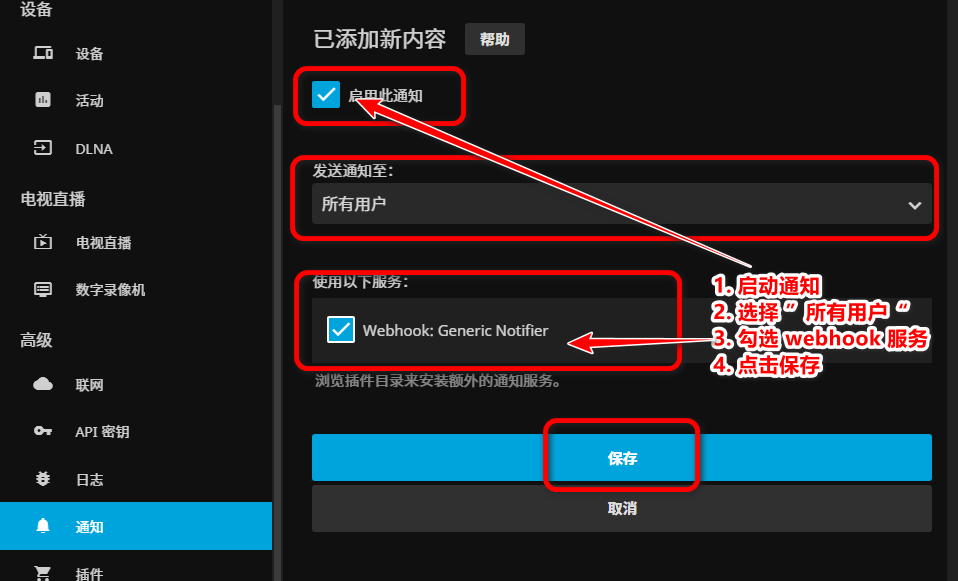 设备
设备
活动
DLNA
电视直播
电视直播
数字录像机
高级
联网
API 密钥
日志
通知
插件
已添加新内容
帮助
启用此通知
发送通知至:
所有用户
使用以下服务:
Webhook: Generic Notifier
浏览插件目录来安装额外的通知服务。
保存
取消
1. 启动通知
2. 选择 ” 所有用户 “
3. 勾选 webhook 服务
4. 点击保存